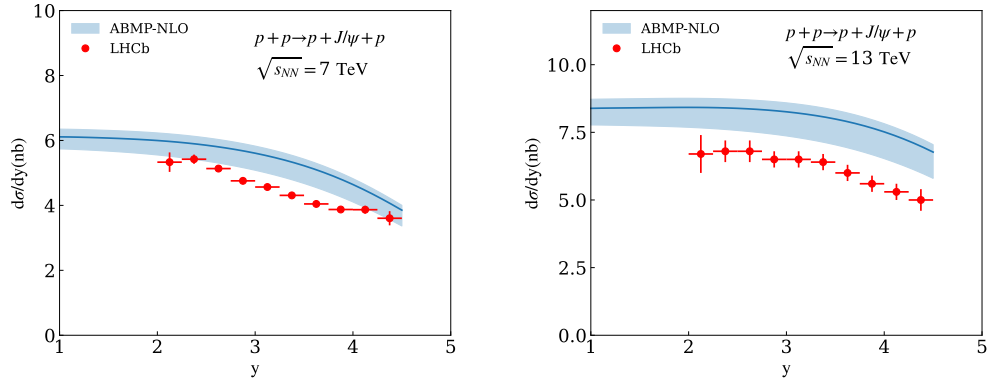 10
8
6
4
2
0
1
2
3
4
5
dσ/dy(nb)
y
ABMP-NLO
LHCb
p + p→p + J/ψ + p
√s_NN = 7 TeV
10.0
7.5
5.0
2.5
0.0
1
2
3
4
5
dσ/dy(nb)
y
ABMP-NLO
LHCb
p + p→p + J/ψ + p
√s_NN = 13 TeV